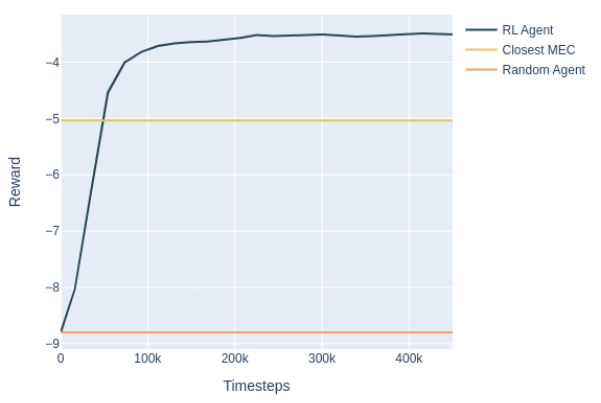 RL Agent
Closest MEC
Random Agent
Reward
−4
−5
−6
−7
−8
−9
0 100k 200k 300k 400k
Timesteps